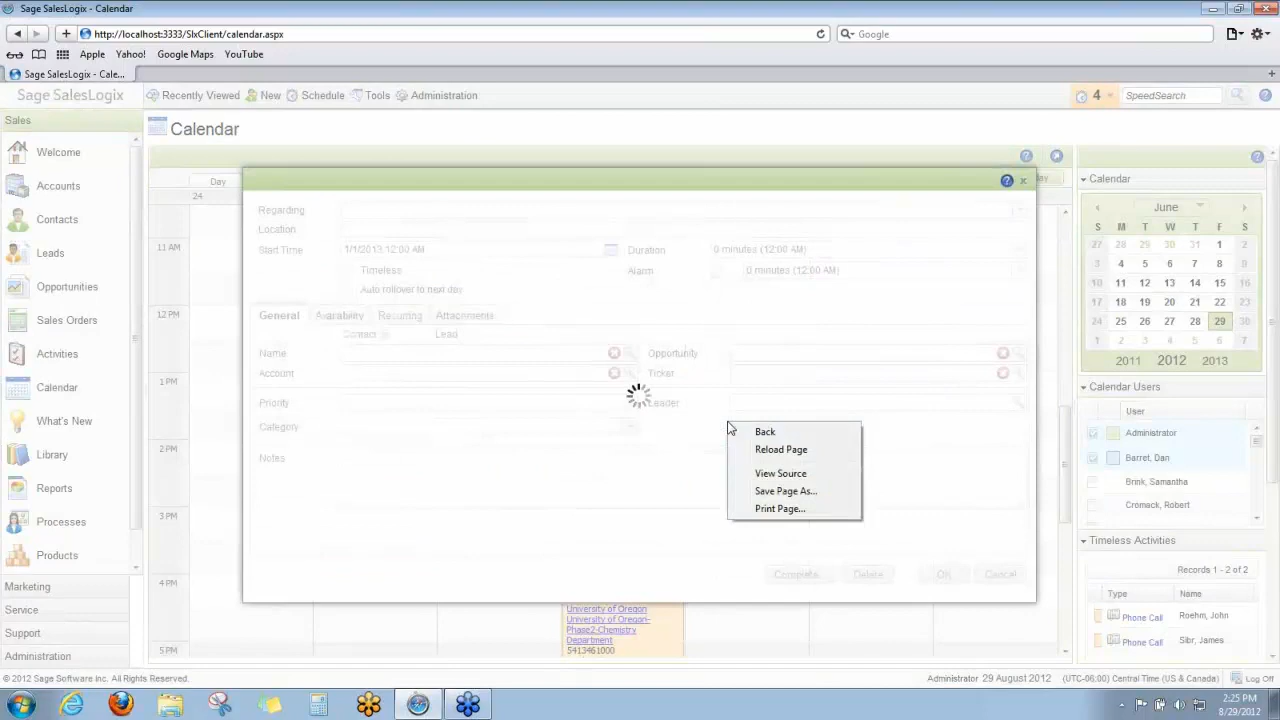 Sage SalesLogix - Calendar
http://localhost:3333/SlxClient/calendar.aspx
Google
Apple Yahoo! Google Maps YouTube
Sage SalesLogix - Cale...
Sage SalesLogix
Recently Viewed New Schedule Tools Administration
4 SpeedSearch
Sales
Calendar
Welcome
Accounts
Contacts
Leads
Opportunities
Sales Orders
Activities
Calendar
What's New
Library
Reports
Processes
Products
Marketing
Service
Support
Administration
Day
24
11 AM
12 PM
1 PM
2 PM
3 PM
4 PM
5 PM
Regarding
Location
Start Time 1/1/2013 12:00 AM Duration 0 minutes (12:00 AM)
Timeless Alarm 0 minutes (12:00 AM)
Auto rollover to next day
General Availability Recurring Attachments
Contact Lead
Name Opportunity
Account Ticket
Priority Leader
Category
Notes
Back
Reload Page
View Source
Save Page As...
Print Page...
Complete Delete OK Cancel
University of Oregon
University of Oregon-
Phase2-Chemistry
Department
5413461000
Calendar
June
S M T W T F S
27 28 29 30 31 1 2
3 4 5 6 7 8 9
10 11 12 13 14 15 16
17 18 19 20 21 22 23
24 25 26 27 28 29 30
1 2 3 4 5 6 7
2011 2012 2013
Calendar Users
User
Administrator
Barret, Dan
Brink, Samantha
Cromack, Robert
Timeless Activities
Records 1 - 2 of 2
Type Name
Phone Call Roehm, John
Phone Call Sibr, James
© 2012 Sage Software Inc. All Rights Reserved.
Administrator 29 August 2012 (UTC-06:00) Central Time (US & Canada) Log Off
2:25 PM
8/29/2012